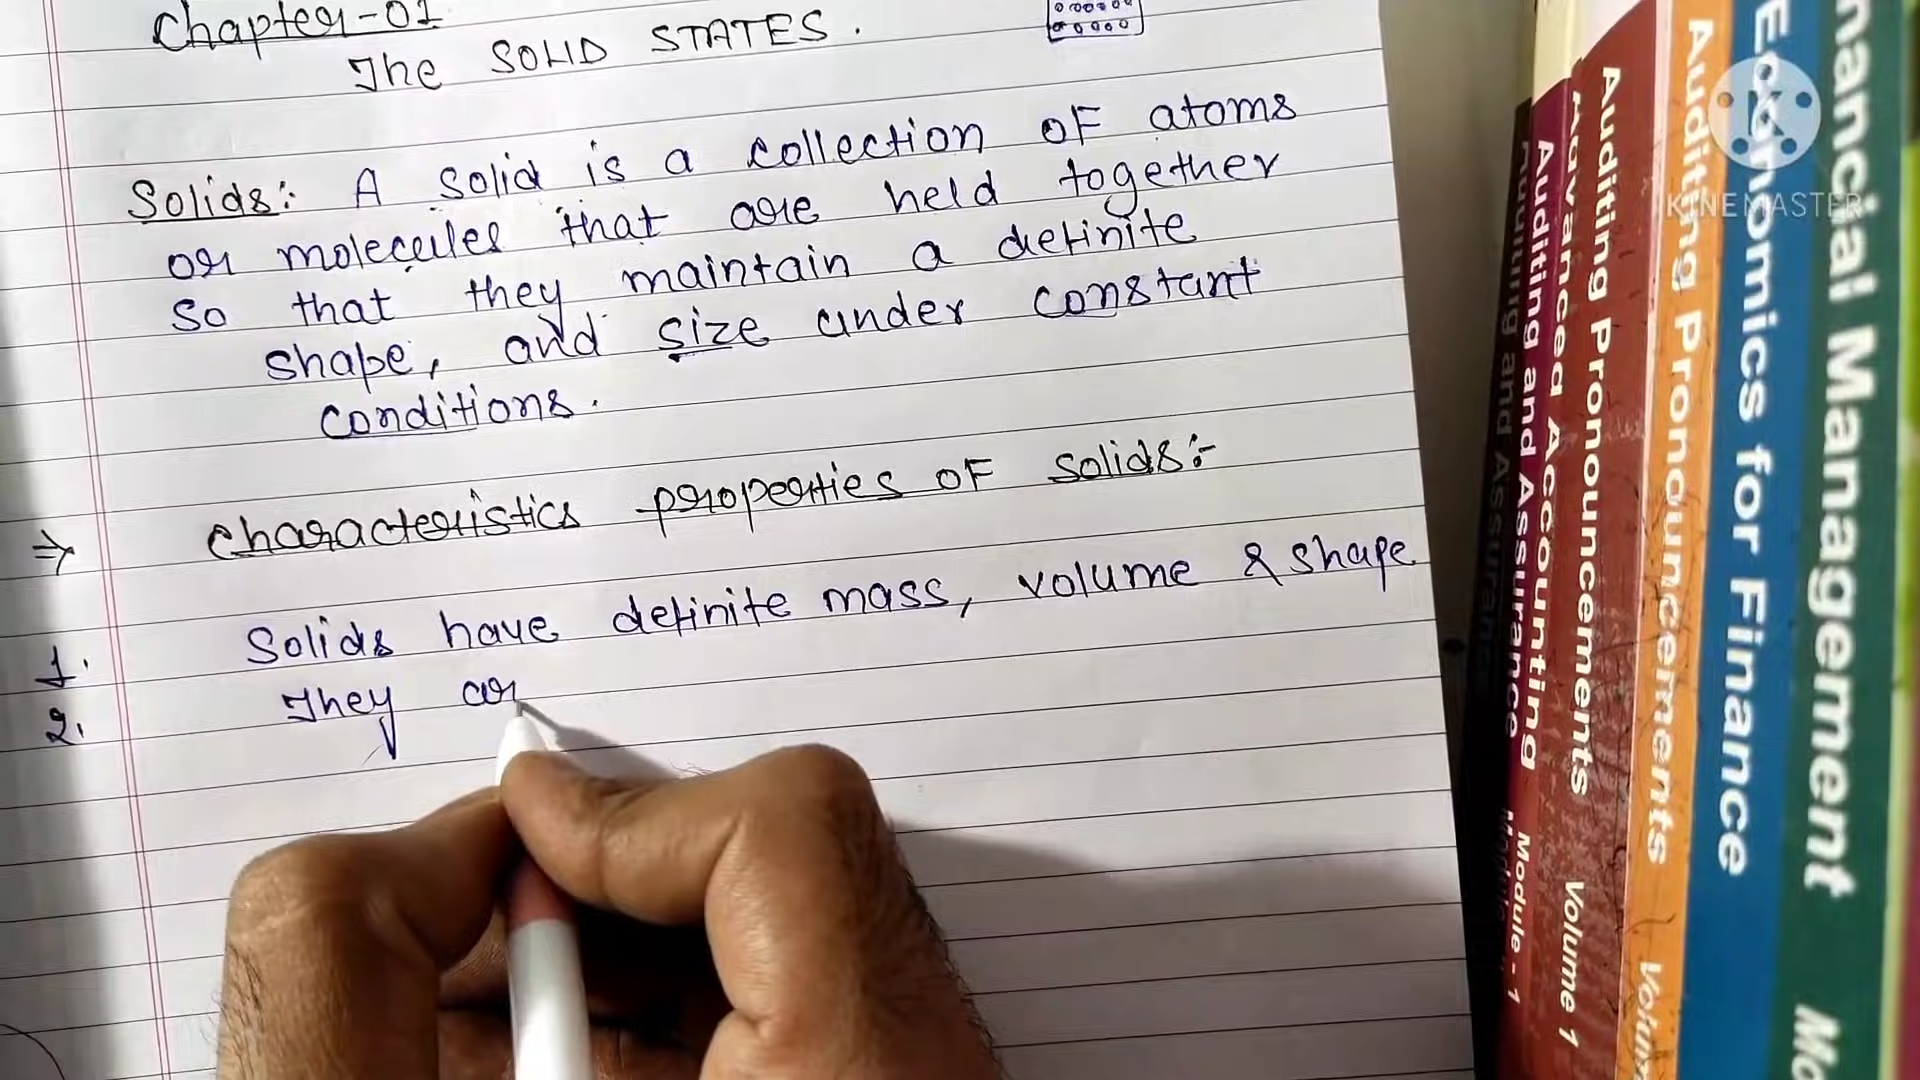 Chapter-01
The SOLID STATES.
Solids:- A solid is a collection OF atoms
or molecules that are held together
so that they maintain a definite
shape, and size under constant
conditions.
⇒ characteristics properties OF solids:-
1. Solids have definite mass, volume & shape
2. They ar
KINEMASTER
Auditing and Assurance
Auditing and Assurance Module - 1
Advanced Accounting
Auditing Pronouncements Volume 1
Auditing Pronouncements Volum
Economics for Finance
nancial Management Mo